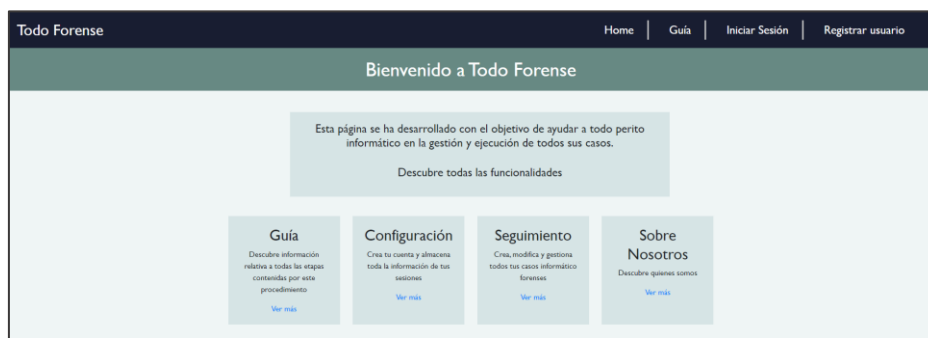 Todo Forense
Home
Guía
Iniciar Sesión
Registrar usuario
Bienvenido a Todo Forense
Esta página se ha desarrollado con el objetivo de ayudar a todo perito
informático en la gestión y ejecución de todos sus casos.
Descubre todas las funcionalidades
Guía
Descubre información
relativa a todas las etapas
contenidas por este
procedimiento
Ver más
Configuración
Crea tu cuenta y almacena
toda la información de tus
sesiones
Ver más
Seguimiento
Crea, modifica y gestiona
todos tus casos informático
forenses
Ver más
Sobre
Nosotros
Descubre quienes somos
Ver más